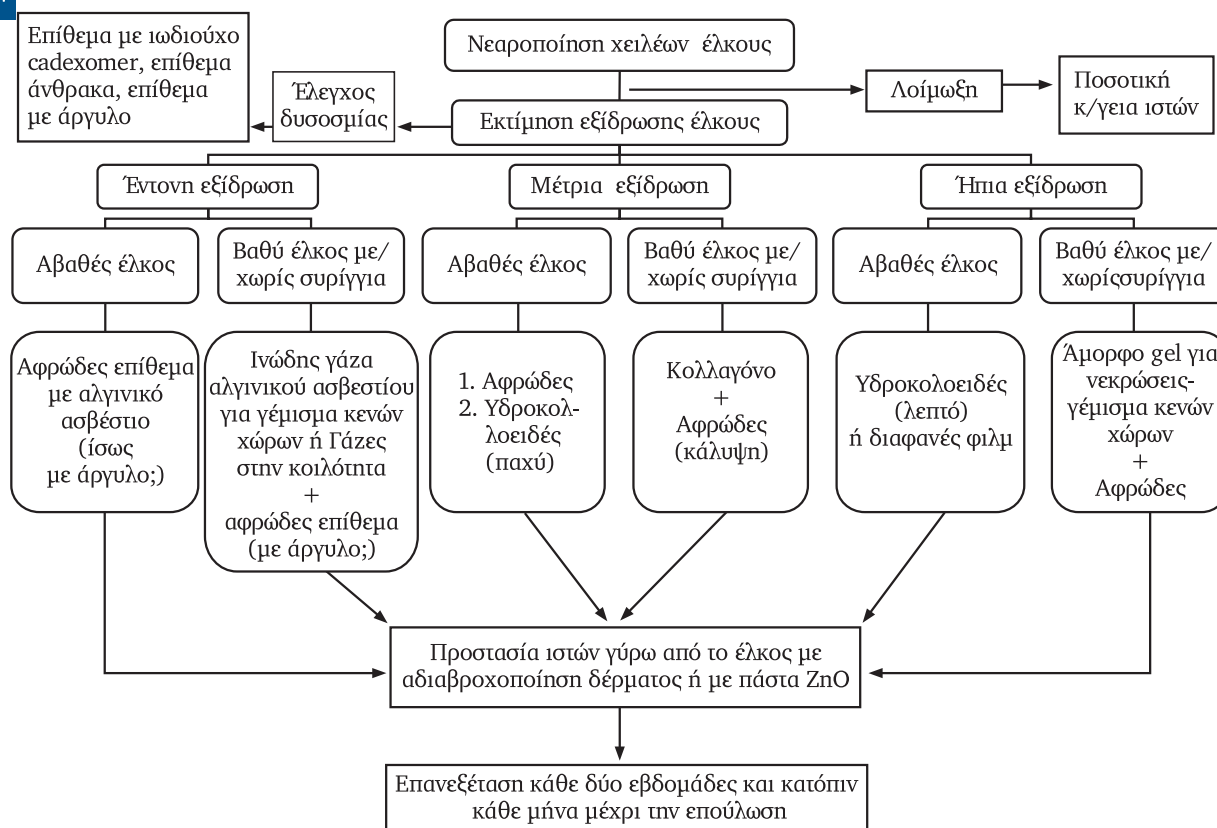 Επίθεμα με ιωδιούχο
cadexomer, επίθεμα
άνθρακα, επίθεμα
με άργυλο
Έλεγχος
δυσοσμίας
Νεαροποίηση χειλέων έλκους
Εκτίμηση εξίδρωσης έλκους
Λοίμωξη
Ποσοτική
κ/γεια ιστών
Έντονη εξίδρωση
Μέτρια εξίδρωση
Ήπια εξίδρωση
Αβαθές έλκος
Βαθύ έλκος με/
χωρίς συρίγγια
Αβαθές έλκος
Βαθύ έλκος με/
χωρίς συρίγγια
Αβαθές έλκος
Βαθύ έλκος με/
χωρίςσυρίγγια
Αφρώδες επίθεμα
με αλγινικό
ασβέστιο
(ίσως
με άργυλο;)
Ινώδης γάζα
αλγινικού ασβεστίου
για γέμισμα κενών
χώρων ή Γάζες
στην κοιλότητα
+
αφρώδες επίθεμα
(με άργυλο;)
1. Αφρώδες
2. Υδροκολ-
λοειδές
(παχύ)
Κολλαγόνο
+
Αφρώδες
(κάλυψη)
Υδροκολοειδές
(λεπτό)
ή διαφανές φιλμ
Άμορφο gel για
νεκρώσεις-
γέμισμα κενών
χώρων
+
Αφρώδες
Προστασία ιστών γύρω από το έλκος με
αδιαβροχοποίηση δέρματος ή με πάστα ZnO
Επανεξέταση κάθε δύο εβδομάδες και κατόπιν
κάθε μήνα μέχρι την επούλωση